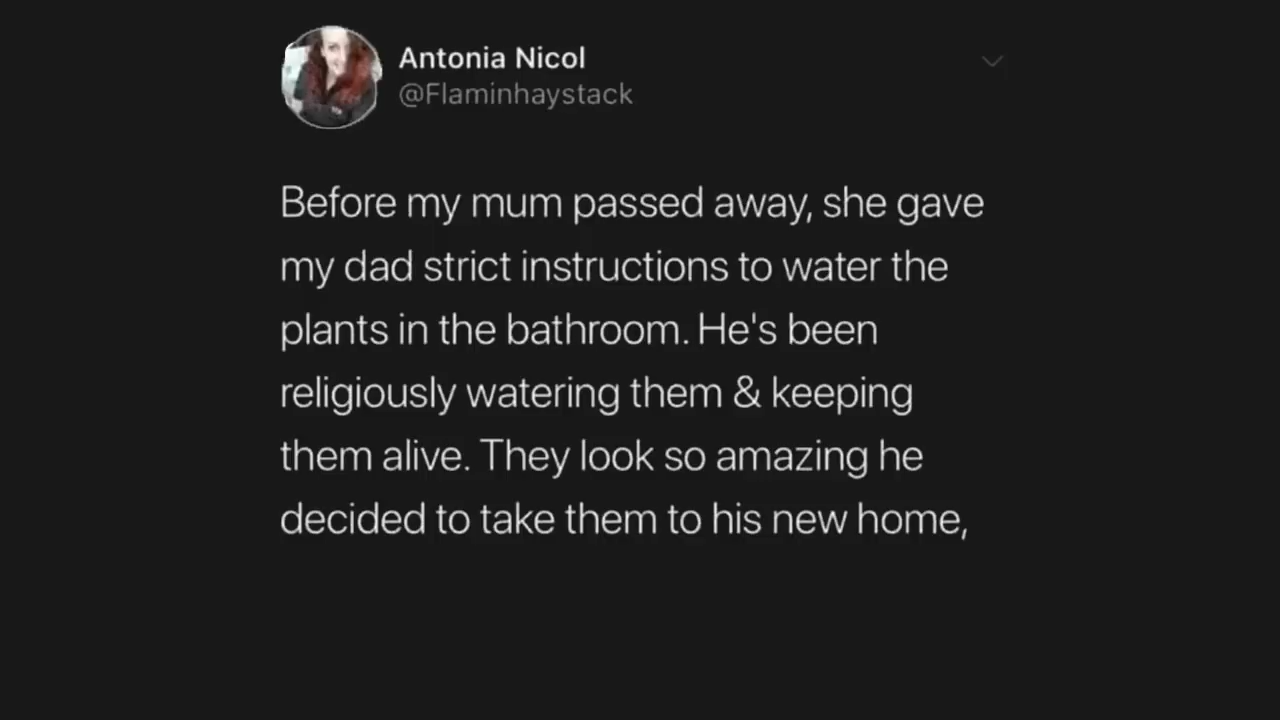 Antonia Nicol
@Flaminhaystack
Before my mum passed away, she gave
my dad strict instructions to water the
plants in the bathroom. He's been
religiously watering them & keeping
them alive. They look so amazing he
decided to take them to his new home,